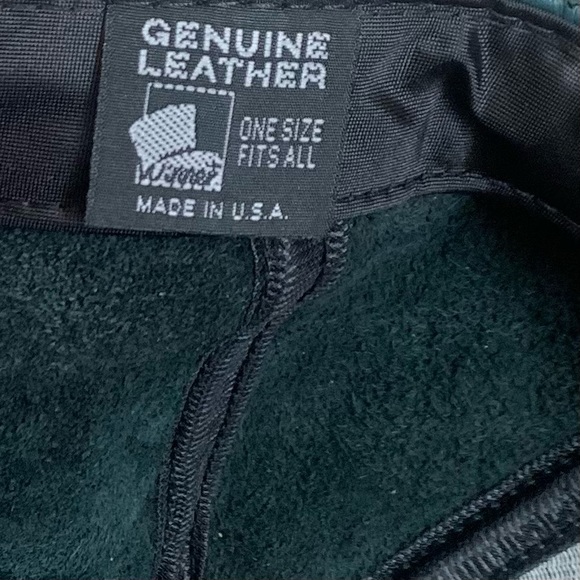 GENUINE
LEATHER
ONE SIZE
FITS ALL
MADE IN U.S.A.